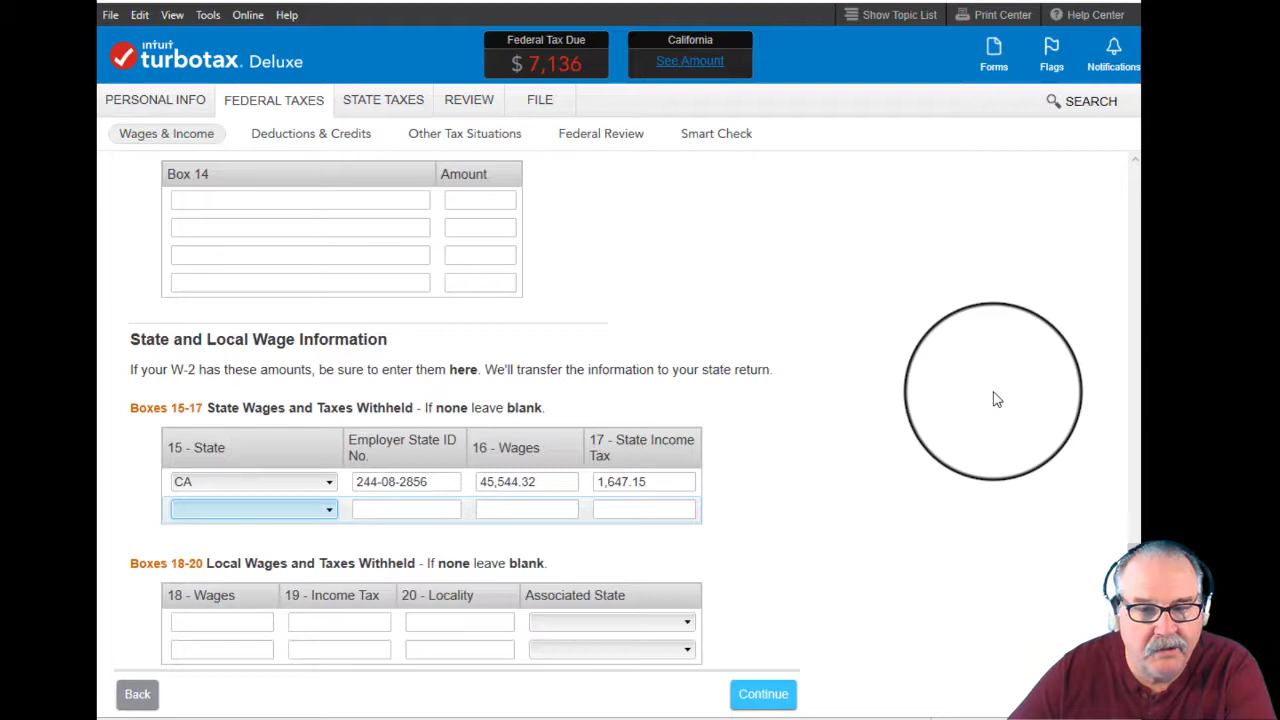 File Edit View Tools Online Help Show Topic List Print Center Help Center
intuit turbotax. Deluxe
Federal Tax Due
$ 7,136
California
See Amount
Forms Flags Notifications
PERSONAL INFO FEDERAL TAXES STATE TAXES REVIEW FILE SEARCH
Wages & Income Deductions & Credits Other Tax Situations Federal Review Smart Check
Box 14 Amount
State and Local Wage Information
If your W-2 has these amounts, be sure to enter them here. We'll transfer the information to your state return.
Boxes 15-17 State Wages and Taxes Withheld - If none leave blank.
15 - State Employer State ID No. 16 - Wages 17 - State Income Tax
CA 244-08-2856 45,544.32 1,647.15
Boxes 18-20 Local Wages and Taxes Withheld - If none leave blank.
18 - Wages 19 - Income Tax 20 - Locality Associated State
Back Continue